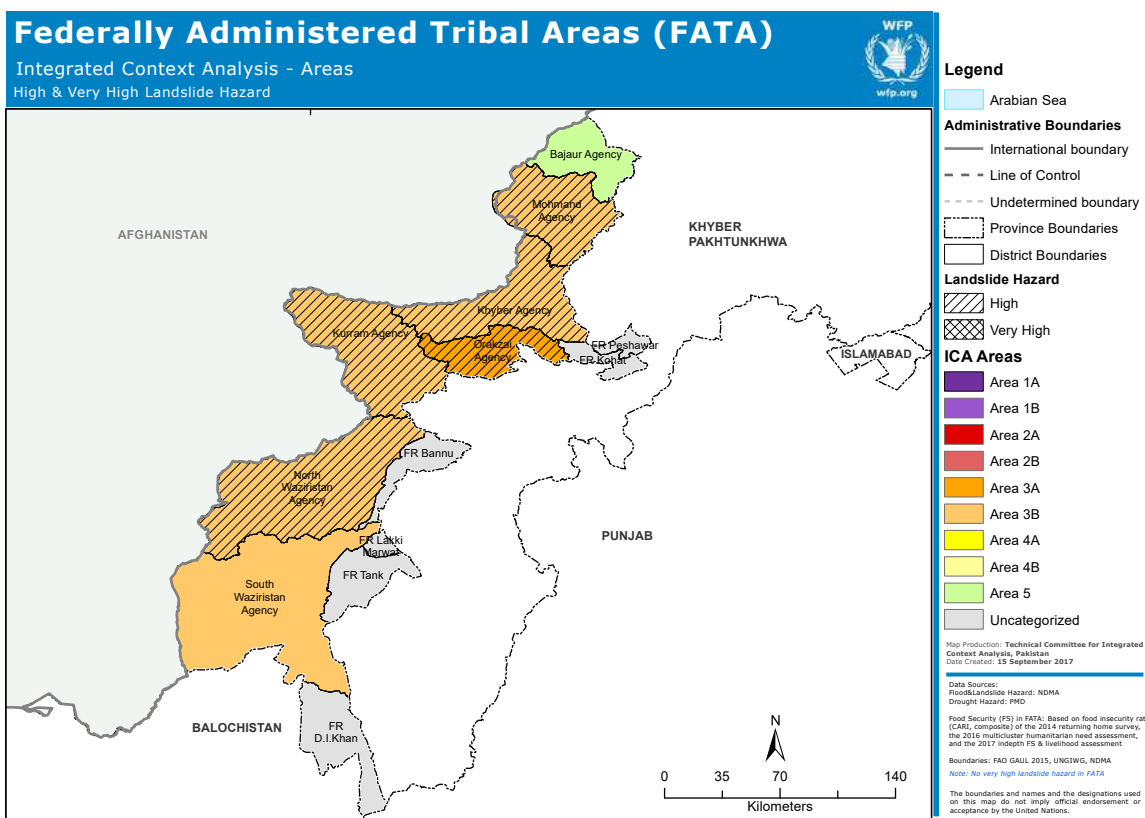 Federally Administered Tribal Areas (FATA)
Integrated Context Analysis - Areas
High & Very High Landslide Hazard
WFP
wfp.org
Bajaur Agency
Mohmand
Agency
AFGHANISTAN
KHYBER
PAKHTUNKHWA
Khyber Agency
Kurram Agency
Orakzai
Agency
FR Peshawar
FR Kohat
ISLAMABAD
FR Bannu
North
Waziristan
Agency
PUNJAB
FR Lakki
Marwat
FR Tank
South
Waziristan
Agency
BALOCHISTAN
FR
D.I.Khan
N
0 35 70 140
Kilometers
Legend
Arabian Sea
Administrative Boundaries
International boundary
Line of Control
Undetermined boundary
Province Boundaries
District Boundaries
Landslide Hazard
High
Very High
ICA Areas
Area 1A
Area 1B
Area 2A
Area 2B
Area 3A
Area 3B
Area 4A
Area 4B
Area 5
Uncategorized
Map Production: Technical Committee for Integrated
Context Analysis, Pakistan
Date Created: 15 September 2017
Data Sources:
Flood&Landslide Hazard: NDMA
Drought Hazard: PMD
Food Security (FS) in FATA: Based on food insecurity rat
(CARI, composite) of the 2014 returning home survey,
the 2016 multicluster humanitarian need assessment,
and the 2017 indepth FS & livelihood assessment
Boundaries: FAO GAUL 2015, UNGIWG, NDMA
Note: No very high landslide hazard in FATA
The boundaries and names and the designations used
on this map do not imply official endorsement or
acceptance by the United Nations.